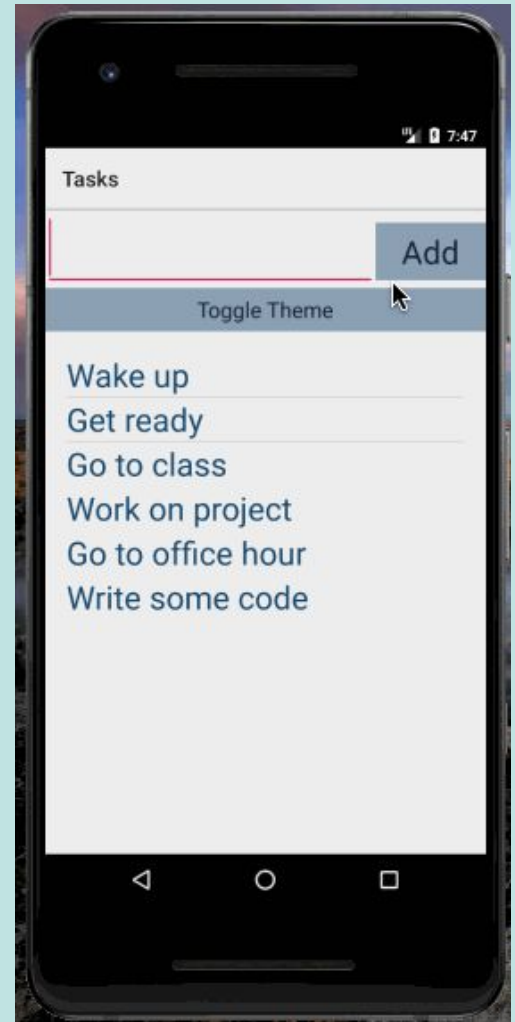 7:47
Tasks
Add
Toggle Theme
Wake up
Get ready
Go to class
Work on project
Go to office hour
Write some code